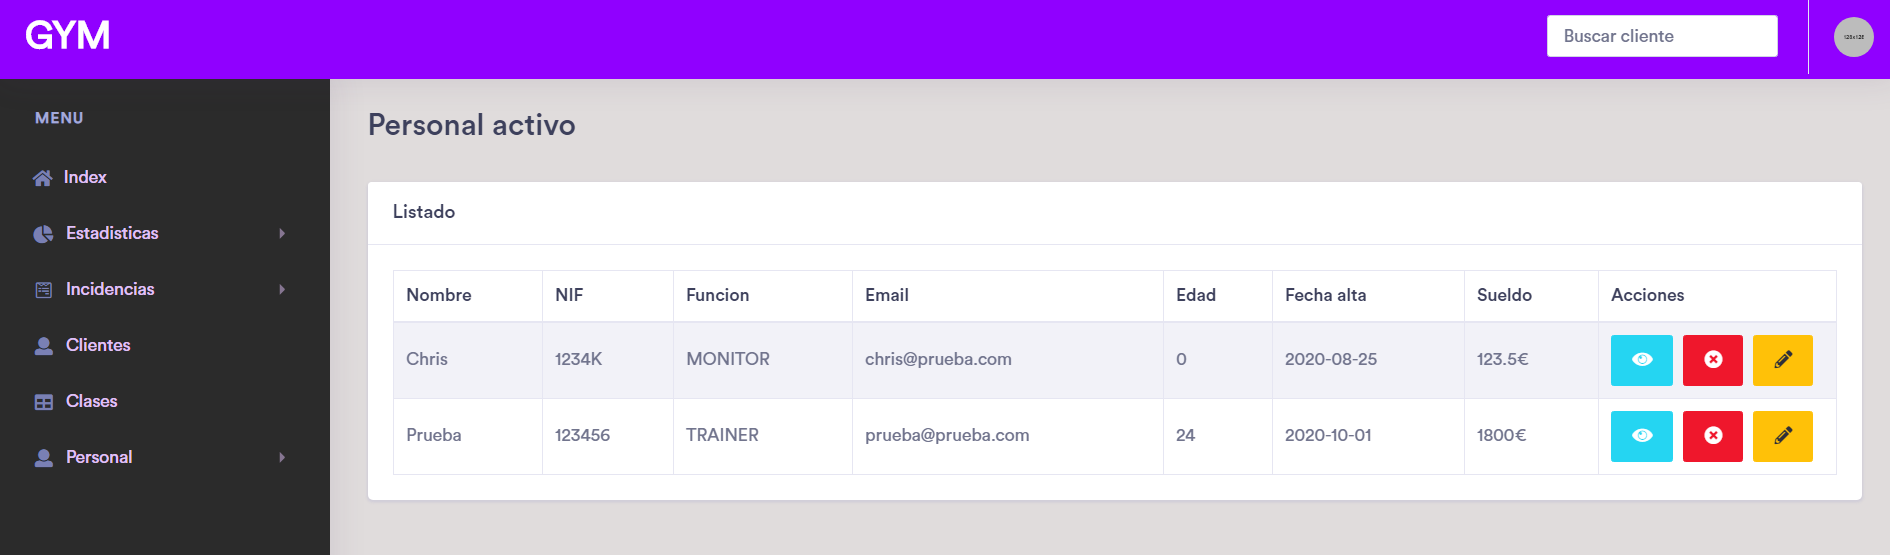 GYM
Buscar cliente
128x128
MENU
Index
Estadisticas
Incidencias
Clientes
Clases
Personal
Personal activo
Listado
Nombre NIF Funcion Email Edad Fecha alta Sueldo Acciones
Chris 1234K MONITOR chris@prueba.com 0 2020-08-25 123.5€
Prueba 123456 TRAINER prueba@prueba.com 24 2020-10-01 1800€